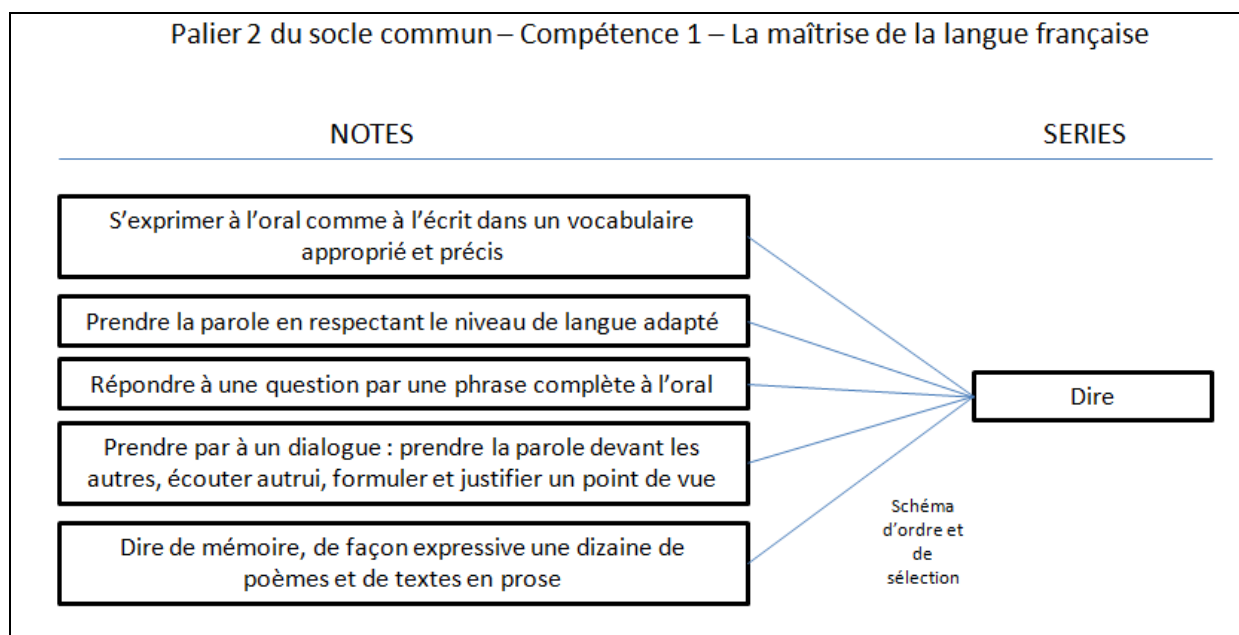 Palier 2 du socle commun – Compétence 1 – La maîtrise de la langue française
NOTES
SERIES
S’exprimer à l’oral comme à l’écrit dans un vocabulaire
approprié et précis
Prendre la parole en respectant le niveau de langue adapté
Répondre à une question par une phrase complète à l’oral
Prendre par à un dialogue : prendre la parole devant les
autres, écouter autrui, formuler et justifier un point de vue
Dire de mémoire, de façon expressive une dizaine de
poèmes et de textes en prose
Dire
Schéma
d’ordre et
de
sélection